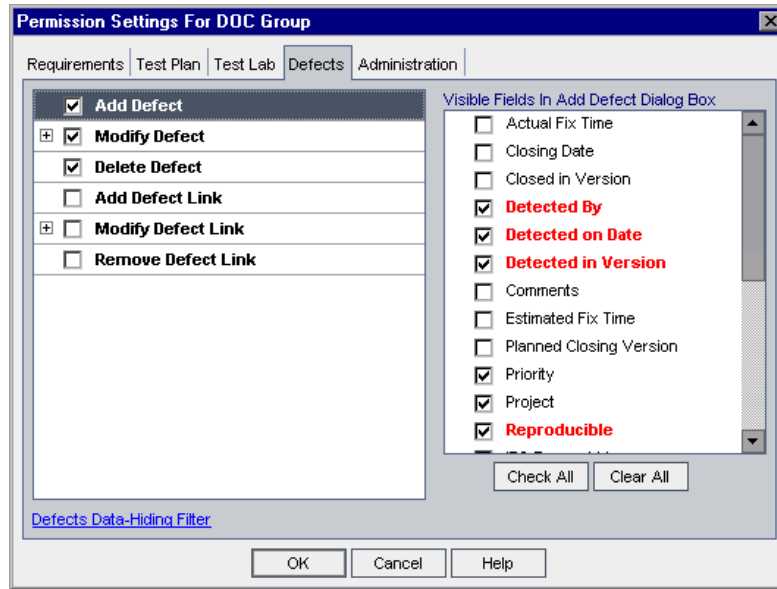 Permission Settings For DOC Group
Requirements Test Plan Test Lab Defects Administration
Add Defect
Modify Defect
Delete Defect
Add Defect Link
Modify Defect Link
Remove Defect Link
Visible Fields In Add Defect Dialog Box
Actual Fix Time
Closing Date
Closed in Version
Detected By
Detected on Date
Detected in Version
Comments
Estimated Fix Time
Planned Closing Version
Priority
Project
Reproducible
Check All Clear All
Defects Data-Hiding Filter
OK Cancel Help